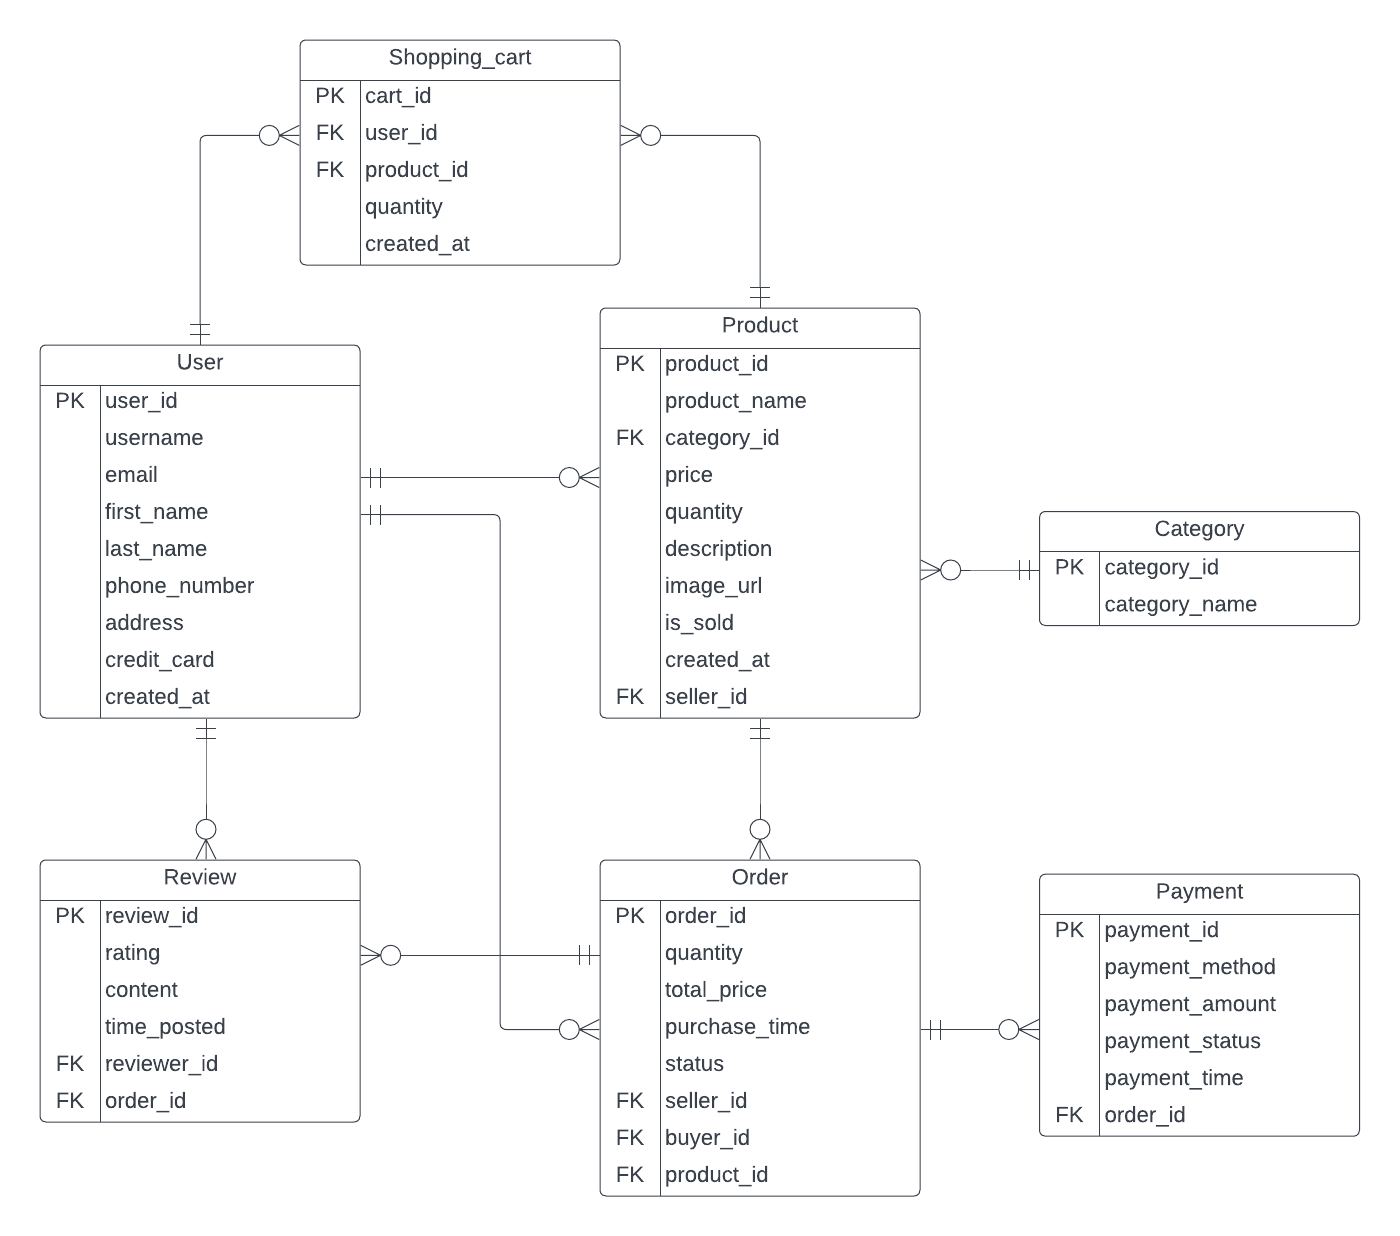 Shopping_cart
PK cart_id
FK user_id
FK product_id
quantity
created_at
User
PK user_id
username
email
first_name
last_name
phone_number
address
credit_card
created_at
Product
PK product_id
product_name
FK category_id
price
quantity
description
image_url
is_sold
created_at
FK seller_id
Category
PK category_id
category_name
Review
PK review_id
rating
content
time_posted
FK reviewer_id
FK order_id
Order
PK order_id
quantity
total_price
purchase_time
status
FK seller_id
FK buyer_id
FK product_id
Payment
PK payment_id
payment_method
payment_amount
payment_status
payment_time
FK order_id